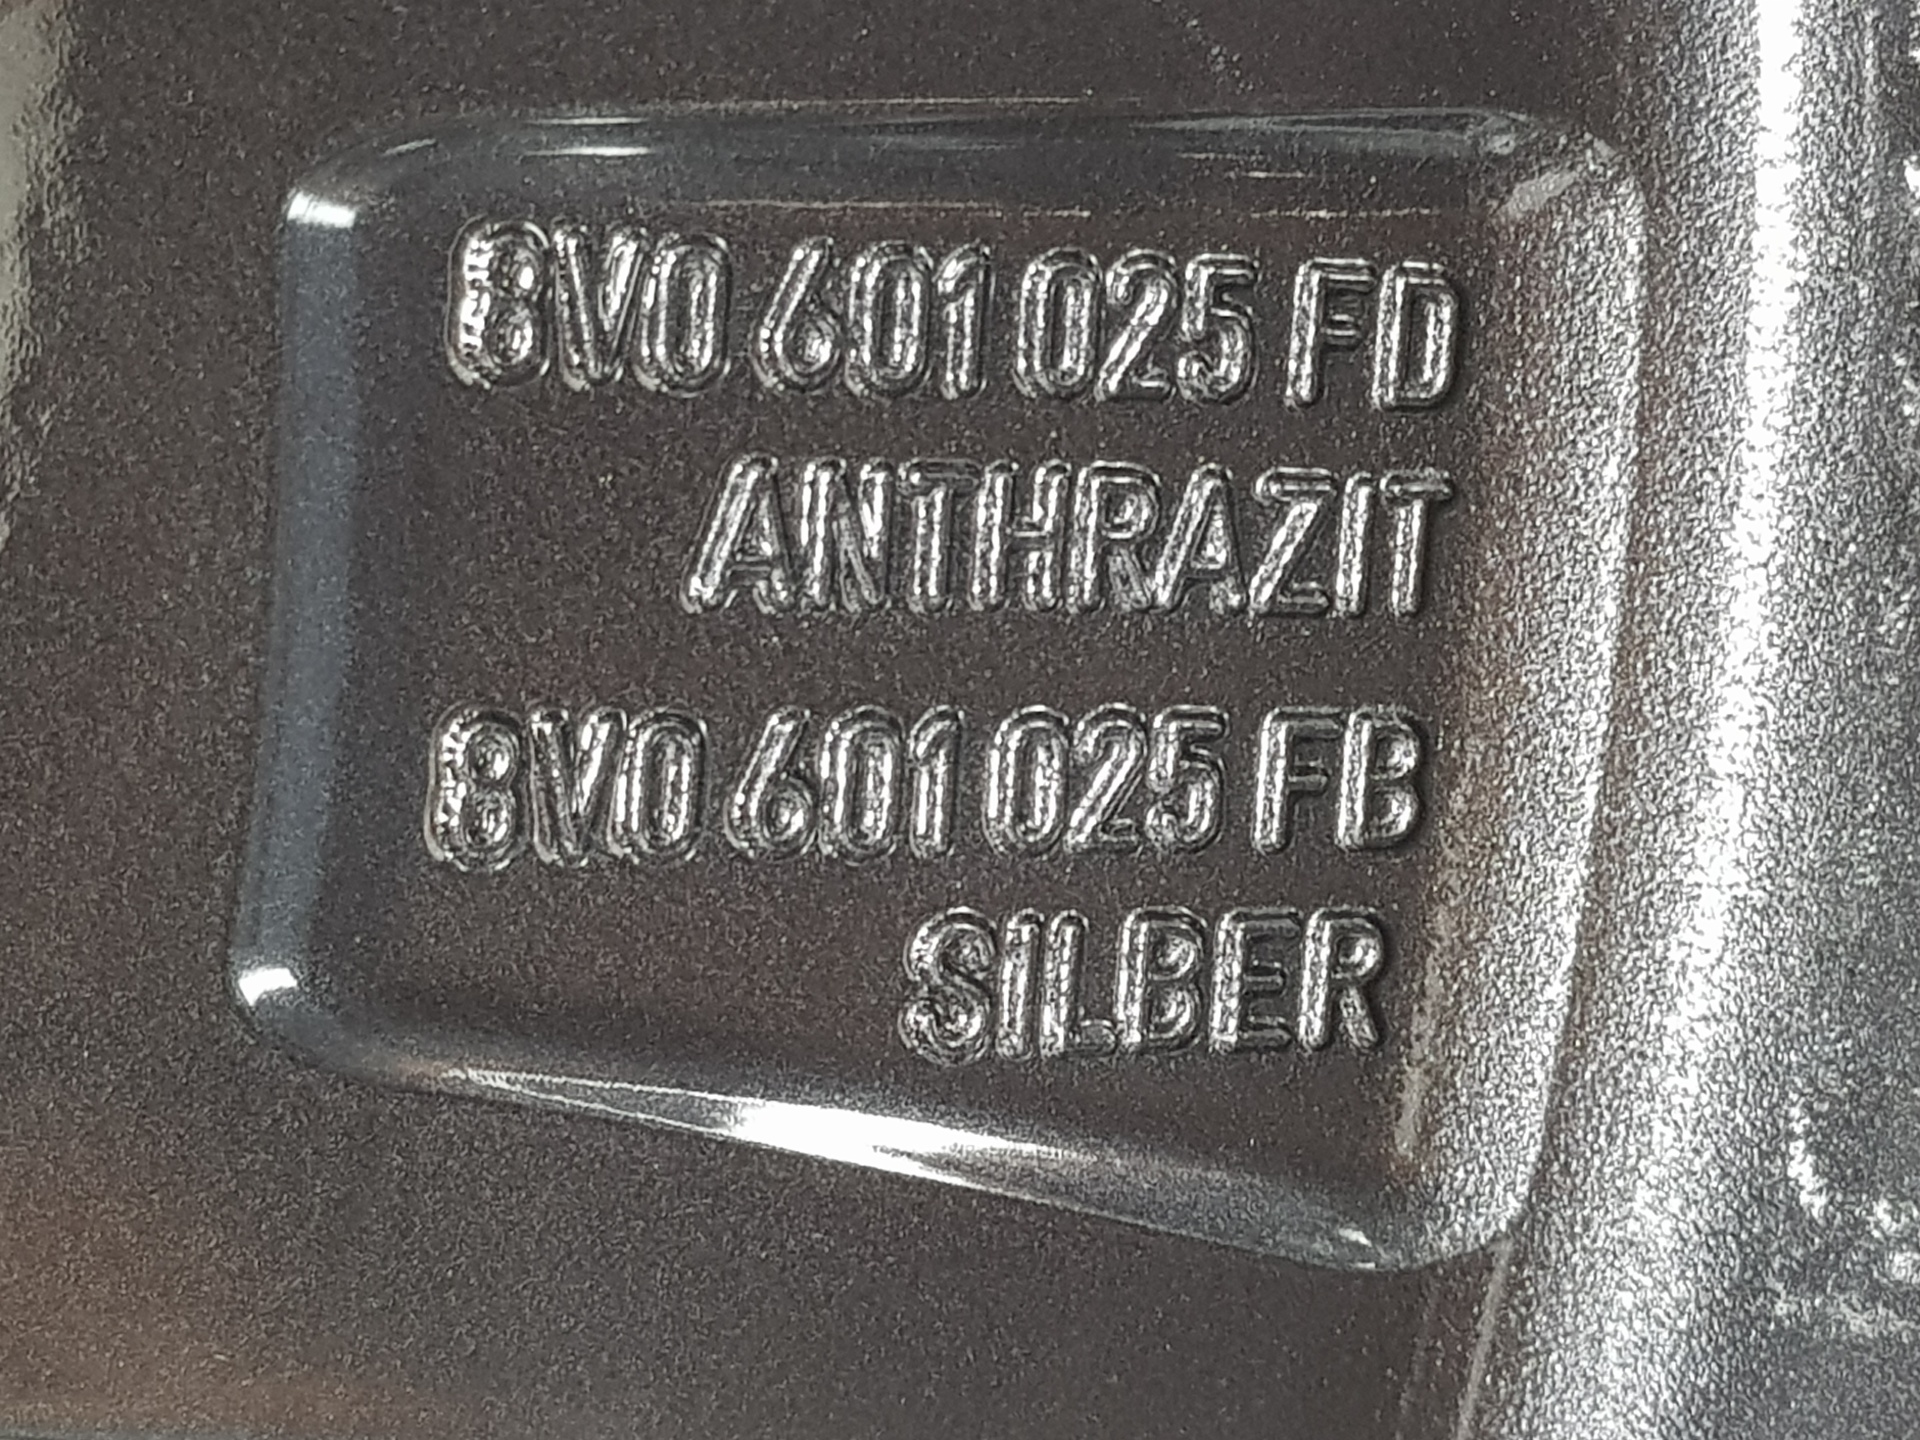 8V0 601 025 FD
ANTHRAZIT
8V0 601 025 FB
SILBER